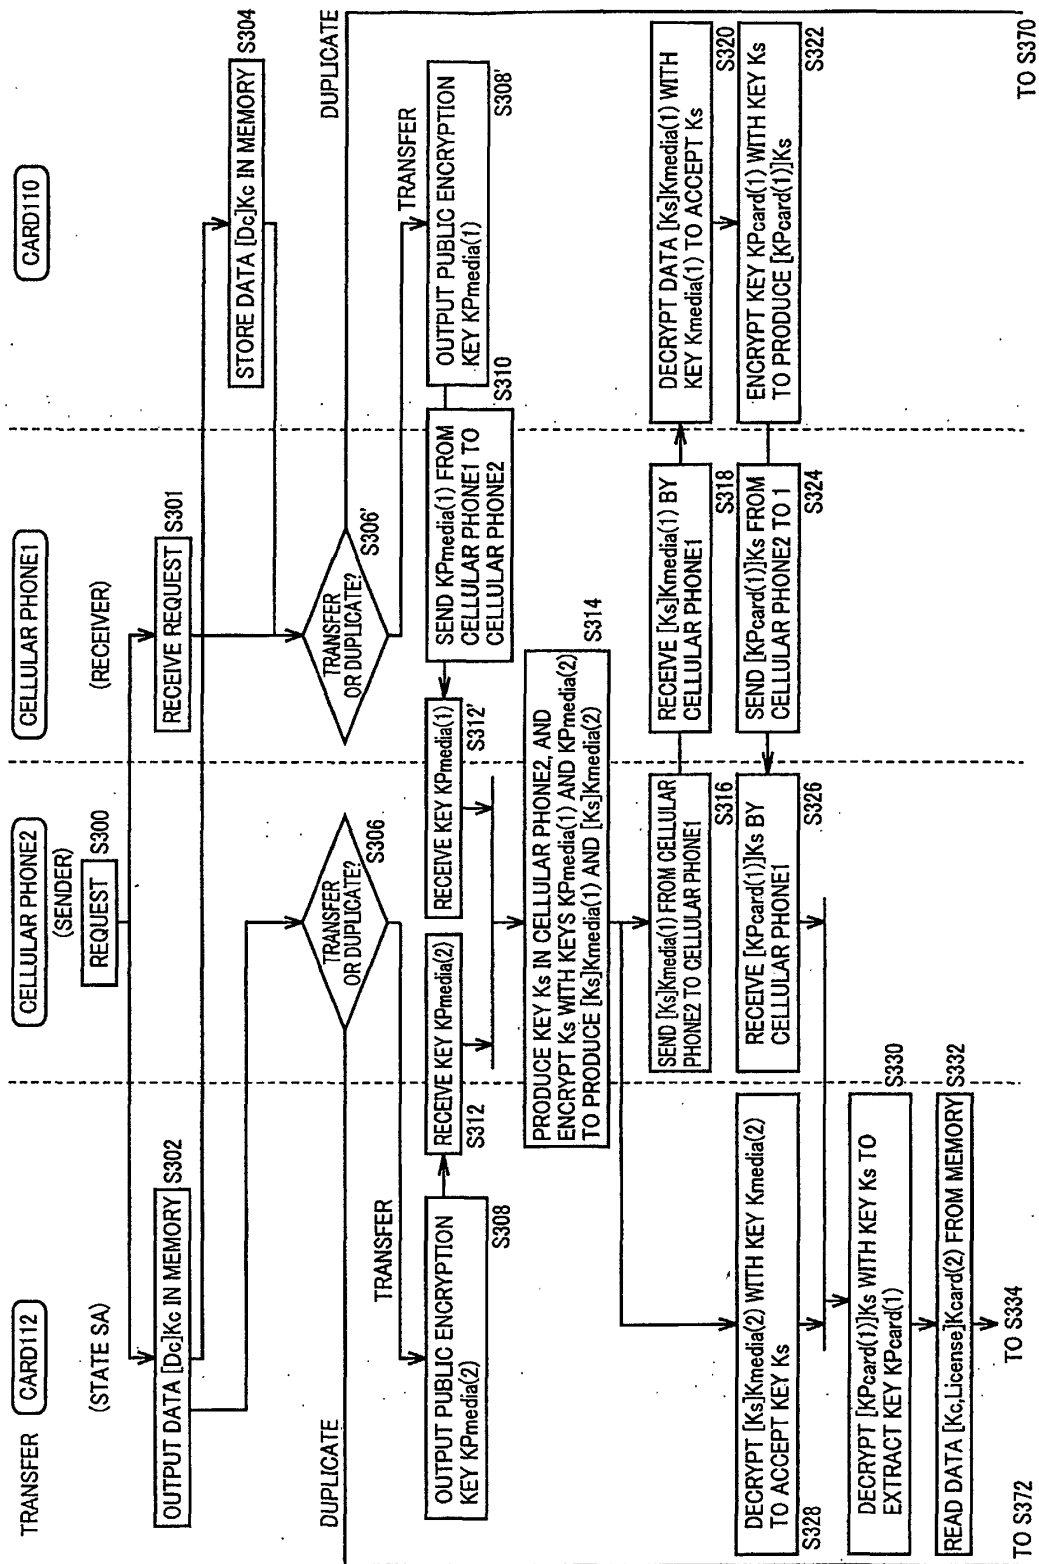 TRANSFER
CARD112
CELLULAR PHONE2
CELLULAR PHONE1
CARD110
(STATE SA)
(SENDER)
(RECEIVER)
REQUEST
S300
RECEIVE REQUEST
S301
OUTPUT DATA [Dc]Kc IN MEMORY
S302
STORE DATA [Dc]Kc IN MEMORY
S304
TRANSFER
OR DUPLICATE?
S306
TRANSFER
OR DUPLICATE?
S306'
DUPLICATE
DUPLICATE
TRANSFER
TRANSFER
OUTPUT PUBLIC ENCRYPTION
KEY KPmedia(2)
S308
OUTPUT PUBLIC ENCRYPTION
KEY KPmedia(1)
S308'
SEND KPmedia(1) FROM
CELLULAR PHONE1 TO
CELLULAR PHONE2
S310
RECEIVE KEY KPmedia(2)
S312
RECEIVE KEY KPmedia(1)
S312'
PRODUCE KEY Ks IN CELLULAR PHONE2, AND
ENCRYPT Ks WITH KEYS KPmedia(1) AND KPmedia(2)
TO PRODUCE [Ks]Kmedia(1) AND [Ks]Kmedia(2)
S314
SEND [Ks]Kmedia(1) FROM CELLULAR
PHONE2 TO CELLULAR PHONE1
S316
RECEIVE [Ks]Kmedia(1) BY
CELLULAR PHONE1
S318
DECRYPT DATA [Ks]Kmedia(1) WITH
KEY Kmedia(1) TO ACCEPT Ks
S320
ENCRYPT KEY KPcard(1) WITH KEY Ks
TO PRODUCE [KPcard(1)]Ks
S322
SEND [KPcard(1)]Ks FROM
CELLULAR PHONE2 TO 1
S324
RECEIVE [KPcard(1)]Ks BY
CELLULAR PHONE1
S326
DECRYPT [Ks]Kmedia(2) WITH KEY Kmedia(2)
TO ACCEPT KEY Ks
S328
DECRYPT [KPcard(1)]Ks WITH KEY Ks TO
EXTRACT KEY KPcard(1)
S330
READ DATA [Kc,License]Kcard(2) FROM MEMORY
S332
TO S372
TO S334
TO S370